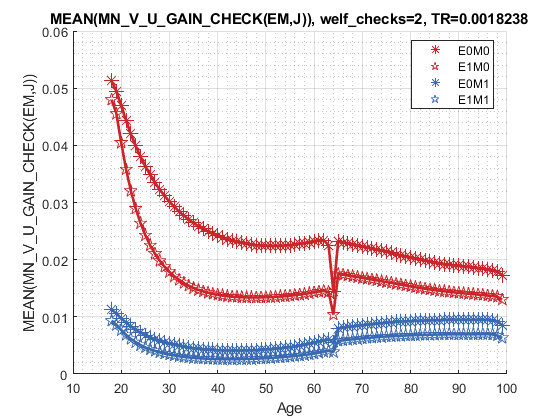 MEAN(MN_V_U_GAIN_CHECK(EM,J)), welf_checks=2, TR=0.0018238
MEAN(MN_V_U_GAIN_CHECK(EM,J))
0.06
0.05
0.04
0.03
0.02
0.01
0
E0M0
E1M0
E0M1
E1M1
10 20 30 40 50 60 70 80 90 100
Age